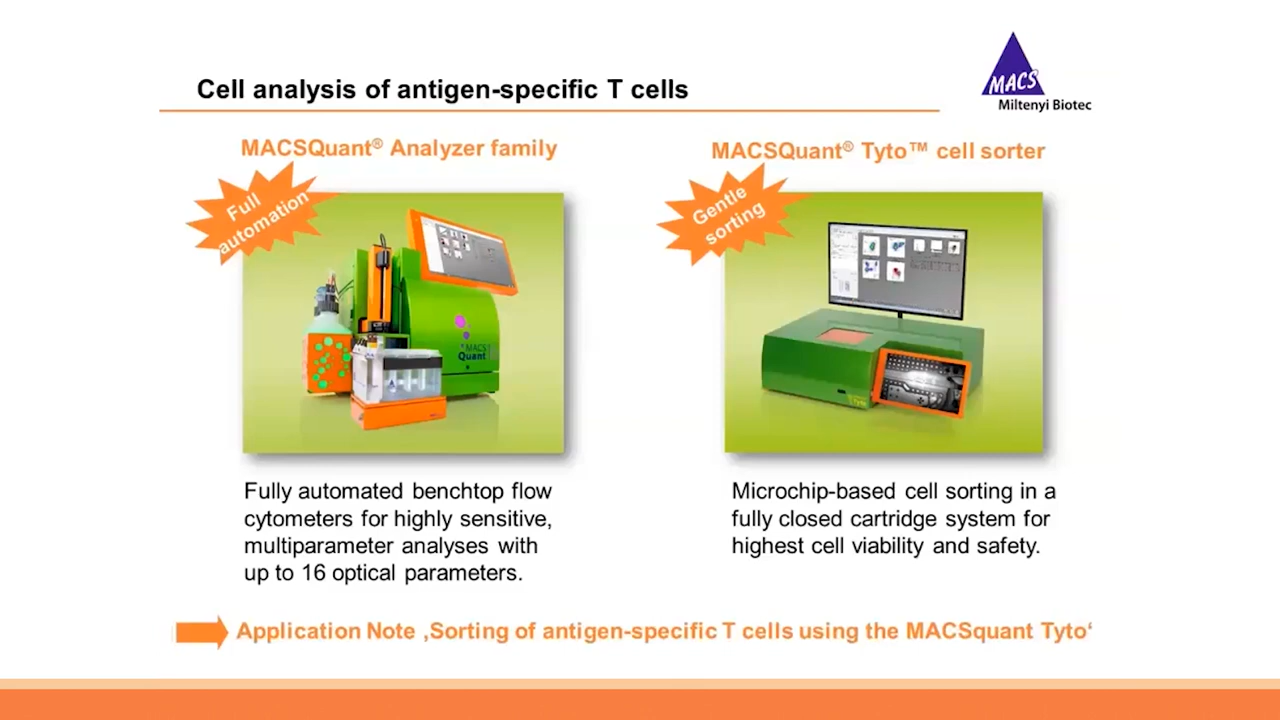 Cell analysis of antigen-specific T cells
MACS
Miltenyi Biotec
MACSQuant® Analyzer family
Full
automation
MACS
Quant
Fully automated benchtop flow
cytometers for highly sensitive,
multiparameter analyses with
up to 16 optical parameters.
MACSQuant® Tyto™ cell sorter
Gentle
sorting
Tyto
Microchip-based cell sorting in a
fully closed cartridge system for
highest cell viability and safety.
Application Note ‚Sorting of antigen-specific T cells using the MACSquant Tyto‘